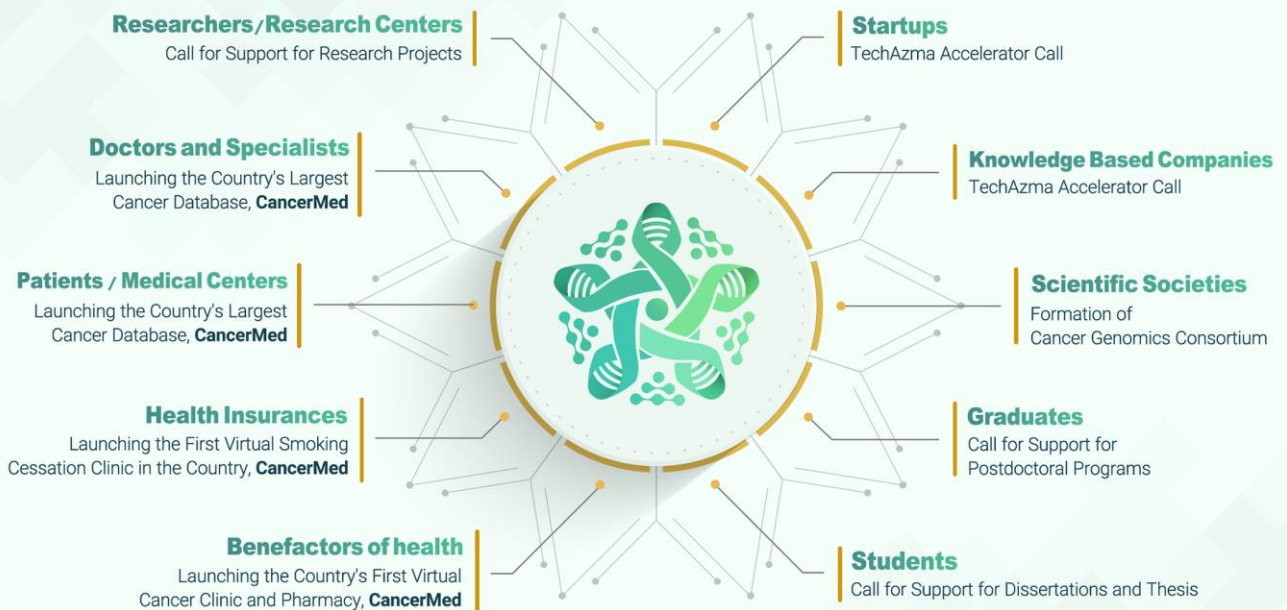 Researchers/Research Centers
Call for Support for Research Projects
Doctors and Specialists
Launching the Country's Largest
Cancer Database, CancerMed
Patients / Medical Centers
Launching the Country's Largest
Cancer Database, CancerMed
Health Insurances
Launching the First Virtual Smoking
Cessation Clinic in the Country, CancerMed
Benefactors of health
Launching the Country's First Virtual
Cancer Clinic and Pharmacy, CancerMed
Startups
TechAzma Accelerator Call
Knowledge Based Companies
TechAzma Accelerator Call
Scientific Societies
Formation of
Cancer Genomics Consortium
Graduates
Call for Support for
Postdoctoral Programs
Students
Call for Support for Dissertations and Thesis